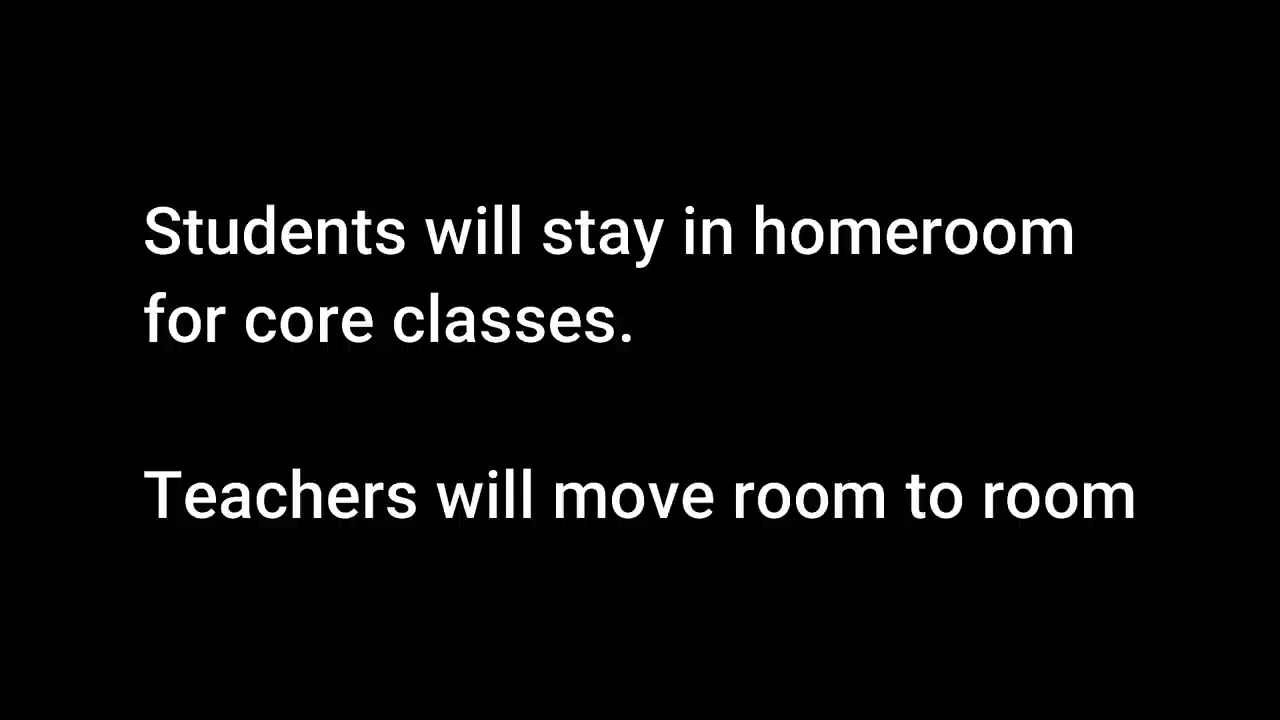 Students will stay in homeroom
for core classes.
Teachers will move room to room